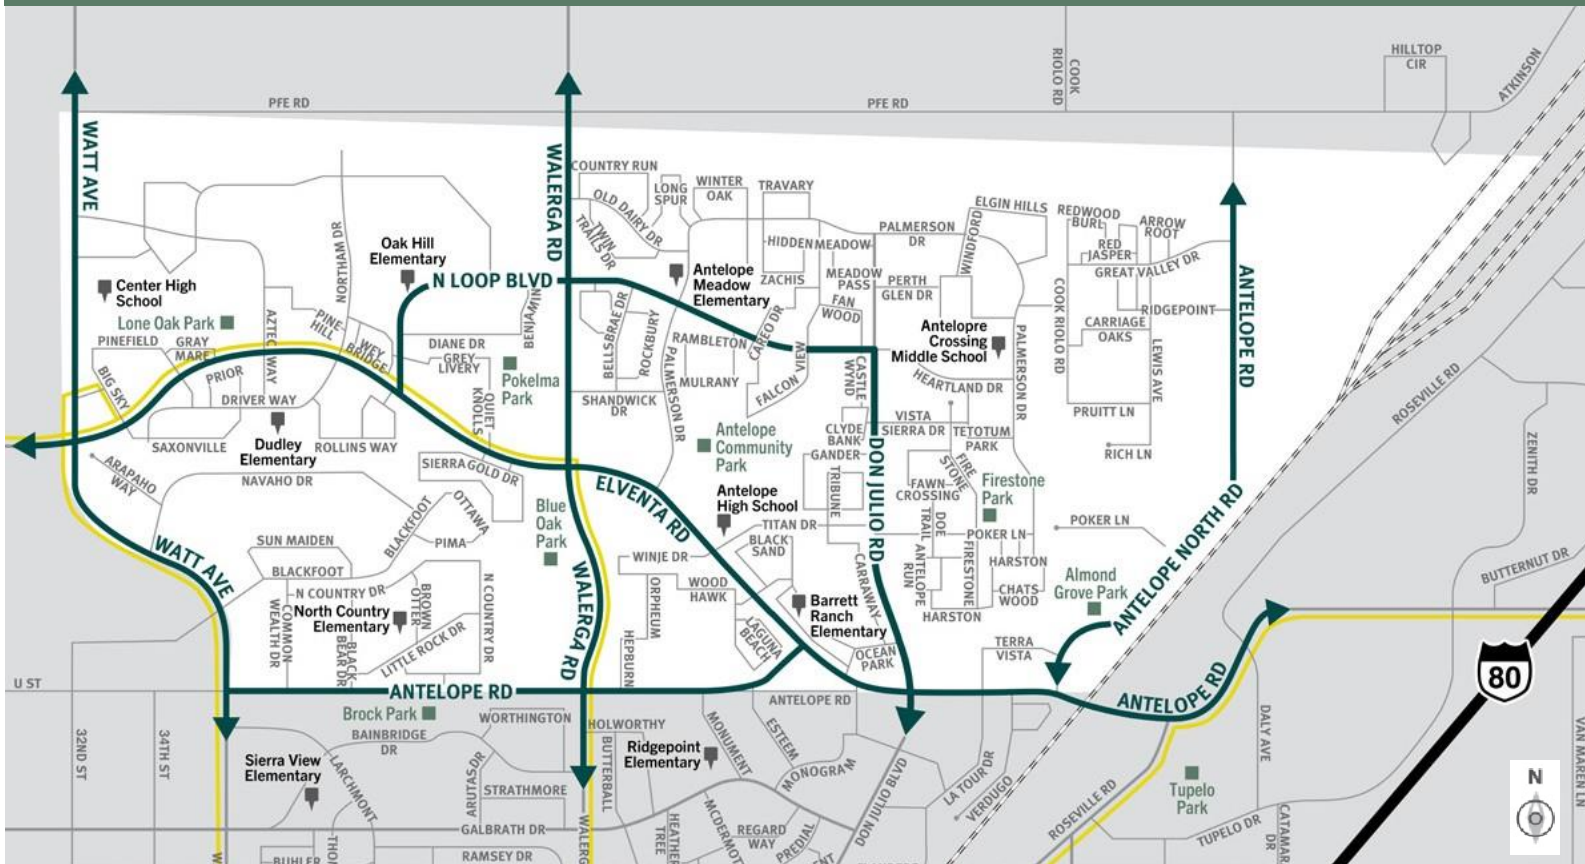 HILLTOP
CIR
ATKINSON
COOK
RIOLO RD
PFE RD
PFE RD
WATT AVE
WALERGA RD
COUNTRY RUN
OLD DAIRY DR
TWIN
TRAILS DR
LONG
SPUR
WINTER
OAK
TRAVARY
ELGIN HILLS
REDWOOD
BURL
ARROW
ROOT
RED
JASPER
GREAT VALLEY DR
PALMERSON
DR
WINDFORD
HIDDEN MEADOW
NORTHAM DR
Oak Hill
Elementary
N LOOP BLVD
Antelope
Meadow
Elementary
ZACHIS
MEADOW
PASS
PERTH
GLEN DR
FAN
WOOD
COOK RIOLO RD
RIDGEPOINT
CARRIAGE
OAKS
ANTELOPE RD
Center High
School
Lone Oak Park
PINEFIELD
GRAY
MARE
AZTEC WAY
PINE-
HILL
WEY
BRIDGE
BENJAMIN
DIANE DR
GREY
LIVERY
BELLSBRAE DR
ROCKBURY
RAMBLETON
CAREO DR
VIEW
FALCON
MULRANY
PALMERSON DR
Antelopre
Crossing
Middle School
PALMERSON DR
LEWIS AVE
HEARTLAND DR
CASTLE
WYND
BIG SKY
PRIOR
DRIVER WAY
Pokelma
Park
QUIET
KNOLLS
SHANDWICK
DR
PRUITT LN
ROSEVILLE RD
SAXONVILLE
Dudley
Elementary
ROLLINS WAY
Antelope
Community
Park
CLYDE
BANK
VISTA
SIERRA DR
TETOTUM
PARK
GANDER
RICH LN
ZENITH DR
ARAPAHO
WAY
NAVAHO DR
SIERRA GOLD DR
ELVENTA RD
TRIBUNE
DON JULIO RD
FIRE
STONE
FAWN
CROSSING
Firestone
Park
BLACKFOOT
OTTAWA
PIMA
Blue
Oak
Park
Antelope
High School
TITAN DR
BLACK
SAND
TRAIL
DOE
POKER LN
POKER LN
ANTELOPE NORTH RD
SUN MAIDEN
WATT AVE
BLACKFOOT
N COUNTRY DR
WINJE DR
WOOD
HAWK
CARRAWAY
ANTELOPE
RUN
FIRESTONE
HARSTON
CHATS
WOOD
HARSTON
Almond
Grove Park
BUTTERNUT DR
COMMON
WEALTH DR
North Country
Elementary
BROWN
OTTER
N COUNTRY DR
WALERGA RD
ORPHEUM
Barrett
Ranch
Elementary
LAGUNA
BEACH
BLACK
BEAR DR
LITTLE ROCK DR
HEPBURN
OCEAN
PARK
TERRA
VISTA
80
U ST
ANTELOPE RD
ANTELOPE RD
ANTELOPE RD
32ND ST
34TH ST
Brock Park
WORTHINGTON
HOLWORTHY
MONUMENT
ESTEEM
MONOGRAM
DALY AVE
VAN MAREN LN
BAINBRIDGE
DR
Sierra View
Elementary
LARCHMONT
ARUTAS DR
STRATHMORE
BUTTERBALL
Ridgepoint
Elementary
DON JULIO BLVD
LA TOUR DR
VERDUGO
Tupelo
Park
ROSEVILLE RD
TUPELO DR
N
GALBRATH DR
HEATHER
TREE
REGARD
WAY
PREDIAL
RAMSEY DR
BUHLER